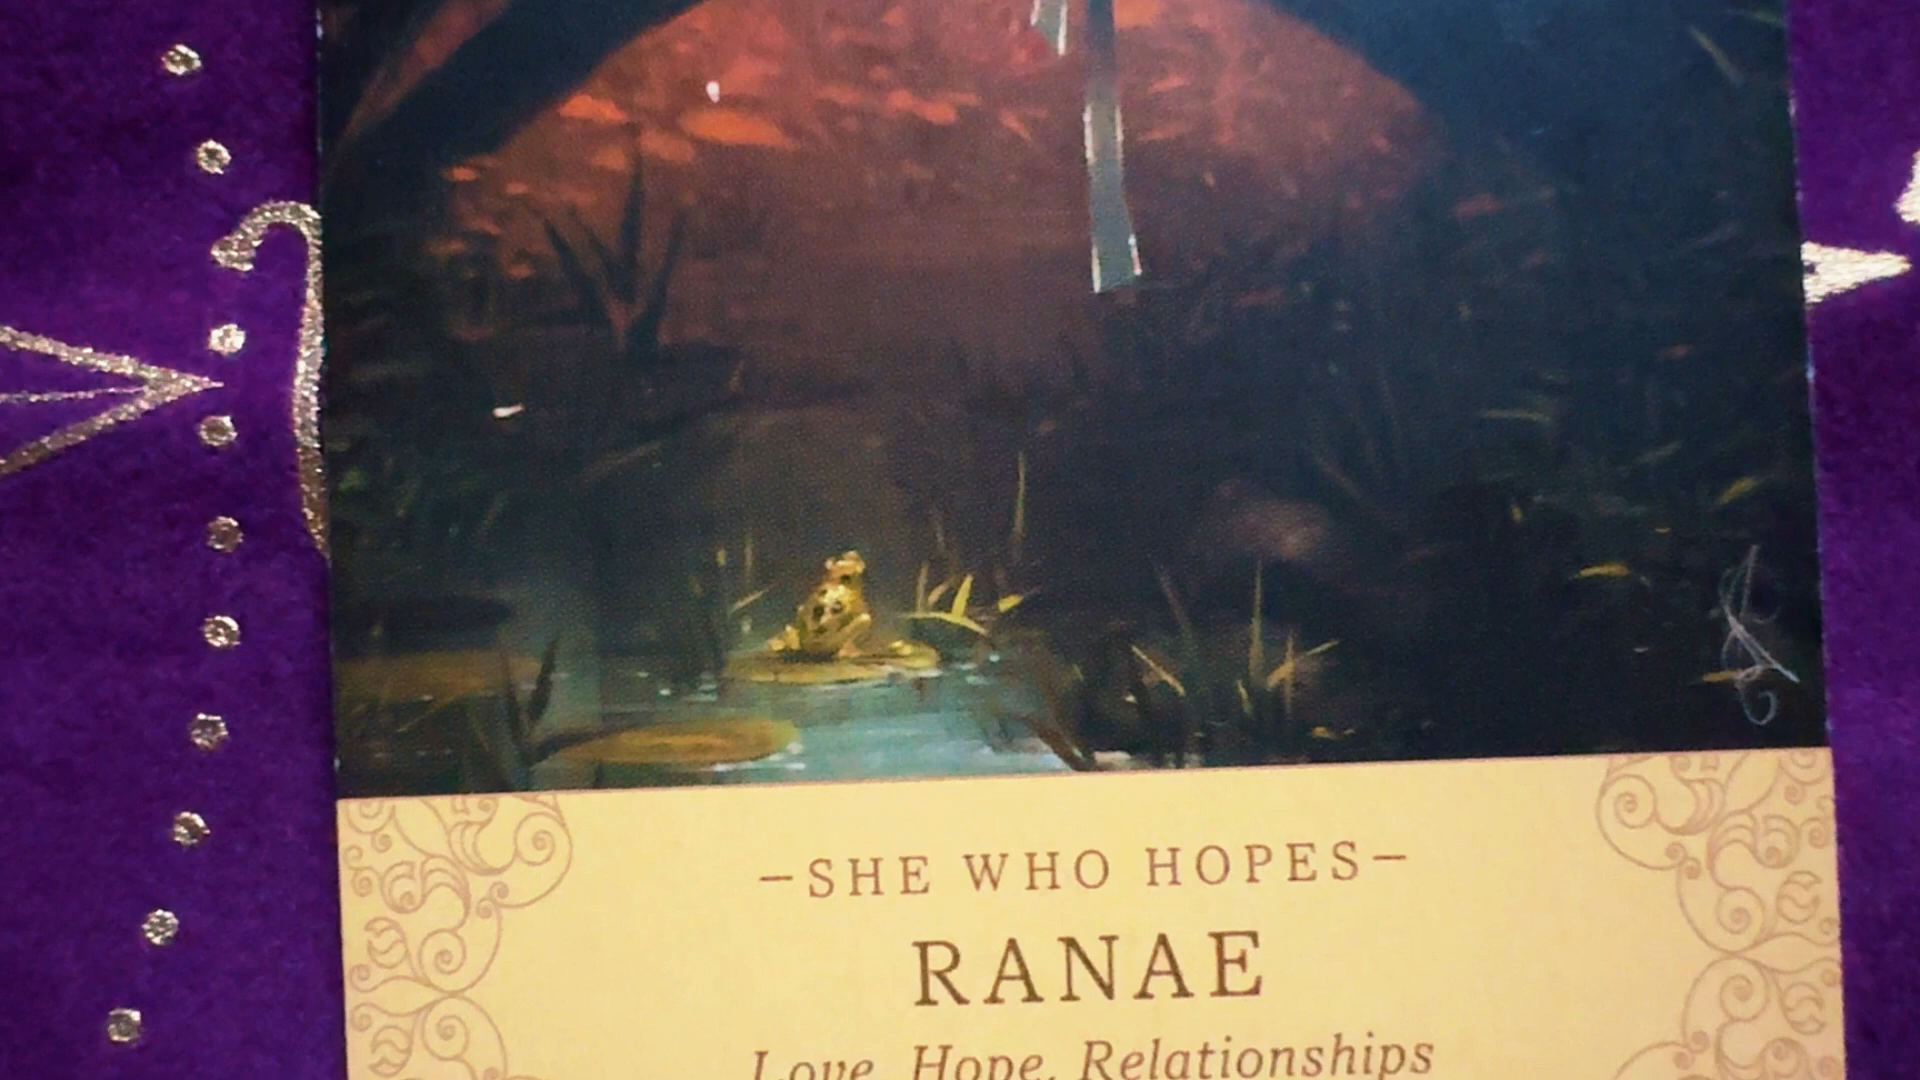 –SHE WHO HOPES–
RANAE
Love, Hope, Relationships